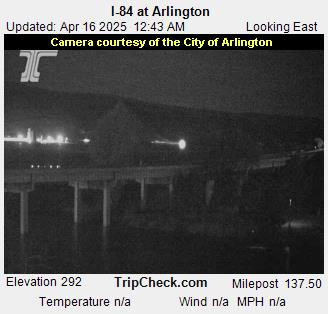 I-84 at Arlington
Updated: Apr 16 2025 12:43 AM Looking East
Camera courtesy of the City of Arlington
Elevation 292 TripCheck.com Milepost 137.50
Temperature n/a Wind n/a MPH n/a